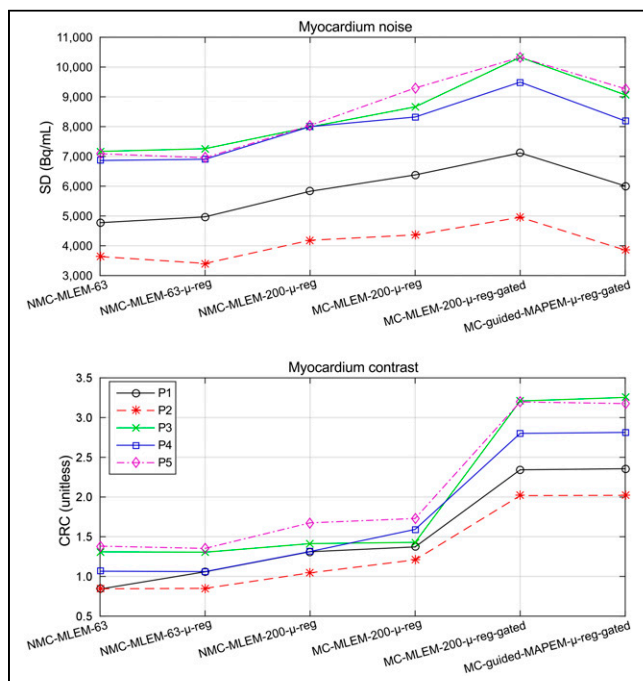 Myocardium noise
11,000
10,000
9,000
8,000
7,000
6,000
5,000
4,000
3,000
SD (Bq/mL)
NMC-MLEM-63
NMC-MLEM-63-μ-reg
NMC-MLEM-200-μ-reg
MC-MLEM-200-μ-reg
MC-MLEM-200-μ-reg-gated
MC-guided-MAPEM-μ-reg-gated
Myocardium contrast
3.5
3.0
2.5
2.0
1.5
1.0
0.5
CRC (unitless)
P1
P2
P3
P4
P5
NMC-MLEM-63
NMC-MLEM-63-μ-reg
NMC-MLEM-200-μ-reg
MC-MLEM-200-μ-reg
MC-MLEM-200-μ-reg-gated
MC-guided-MAPEM-μ-reg-gated